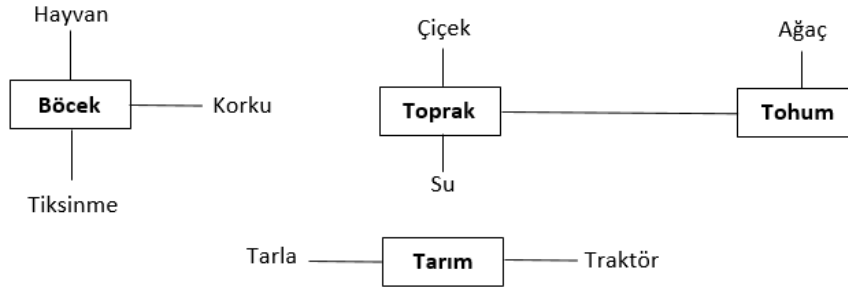 Hayvan
Böcek
Korku
Tiksinme
Çiçek
Toprak
Su
Ağaç
Tohum
Tarla
Tarım
Traktör